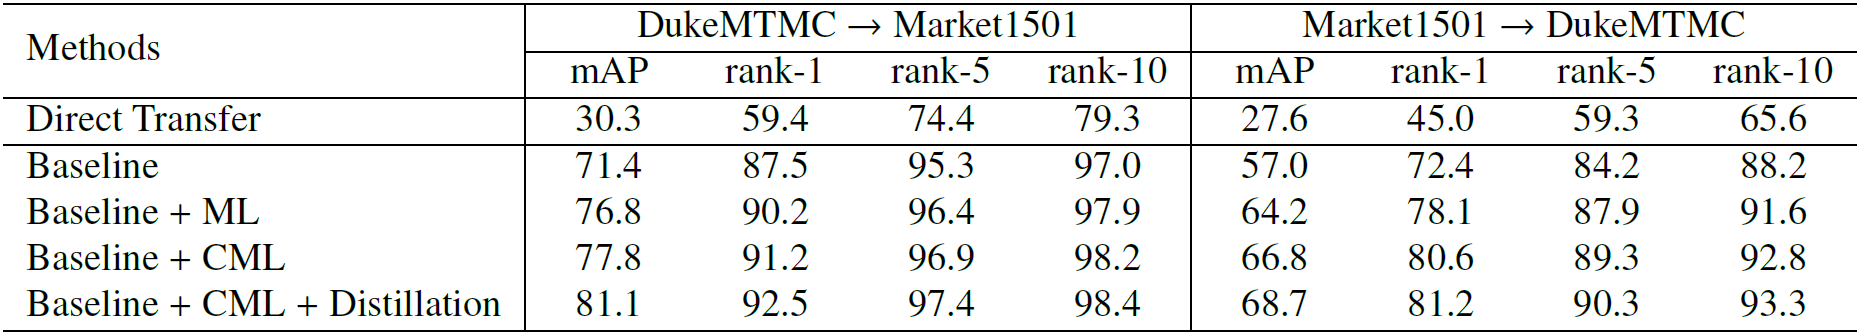 Methods DukeMTMC → Market1501 Market1501 → DukeMTMC
mAP rank-1 rank-5 rank-10 mAP rank-1 rank-5 rank-10
Direct Transfer 30.3 59.4 74.4 79.3 27.6 45.0 59.3 65.6
Baseline 71.4 87.5 95.3 97.0 57.0 72.4 84.2 88.2
Baseline + ML 76.8 90.2 96.4 97.9 64.2 78.1 87.9 91.6
Baseline + CML 77.8 91.2 96.9 98.2 66.8 80.6 89.3 92.8
Baseline + CML + Distillation 81.1 92.5 97.4 98.4 68.7 81.2 90.3 93.3